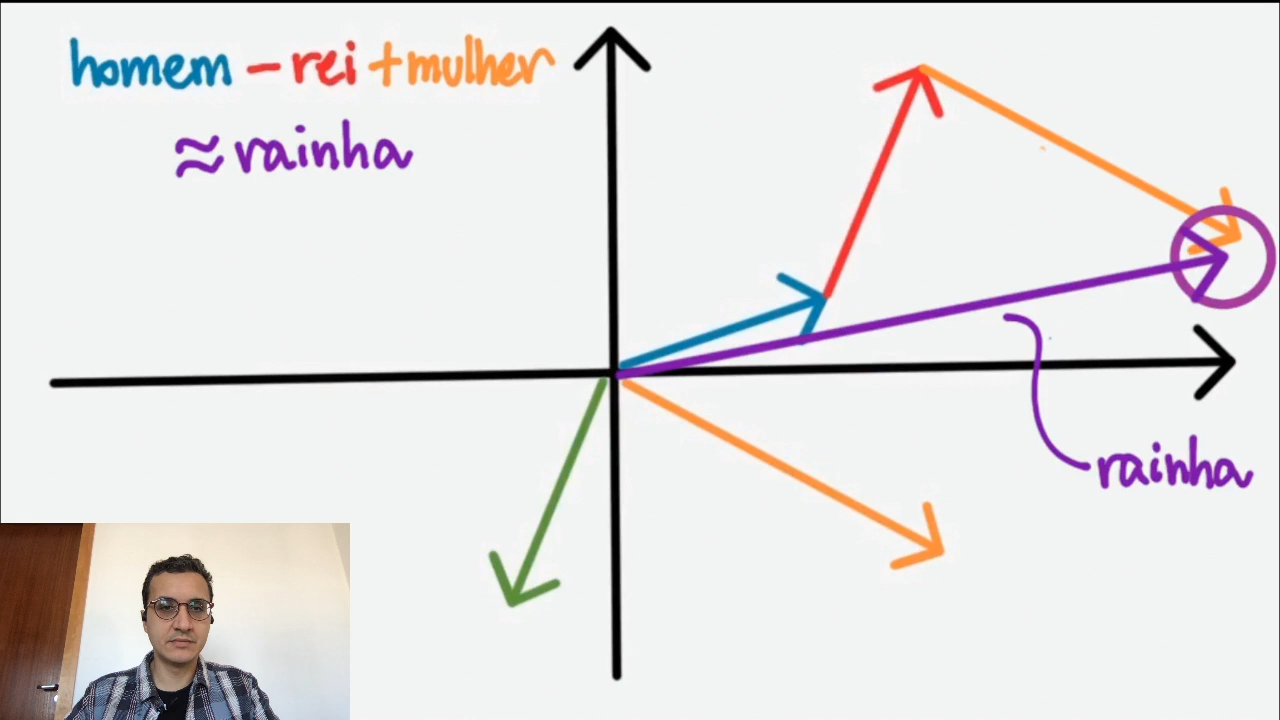 homem - rei + mulher
≈ rainha
rainha